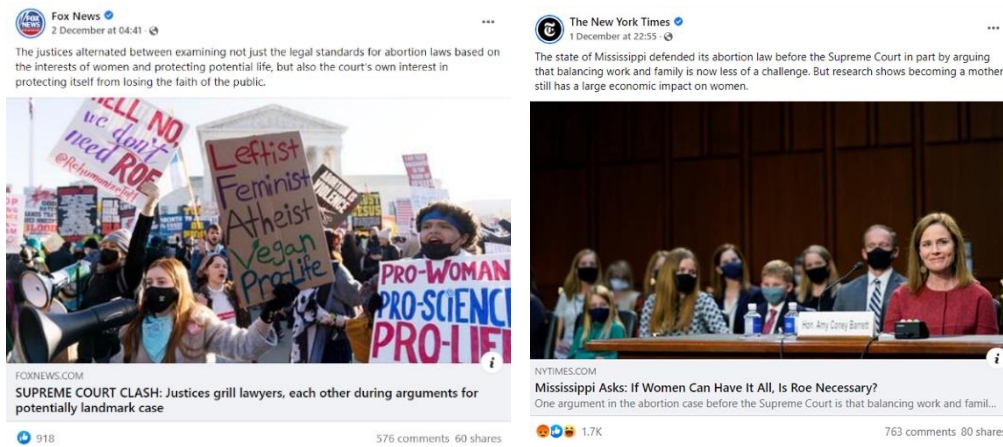 Fox News
2 December at 04:41 ·
The justices alternated between examining not just the legal standards for abortion laws based on
the interests of women and protecting potential life, but also the court's own interest in
protecting itself from losing the faith of the public.
HELL NO,
we don't
need ROE
@RehumanizeIntl
Leftist
Feminist
Atheist
Vegan
ProLife
PRO-WOMAN
PRO-SCIENC
PRO-LIF
FOXNEWS.COM
SUPREME COURT CLASH: Justices grill lawyers, each other during arguments for
potentially landmark case
918
576 comments 60 shares
The New York Times
1 December at 22:55 ·
The state of Mississippi defended its abortion law before the Supreme Court in part by arguing
that balancing work and family is now less of a challenge. But research shows becoming a mother
still has a large economic impact on women.
Hon. Amy Coney Barrett
NYTIMES.COM
Mississippi Asks: If Women Can Have It All, Is Roe Necessary?
One argument in the abortion case before the Supreme Court is that balancing work and famil...
1.7K
763 comments 80 shares